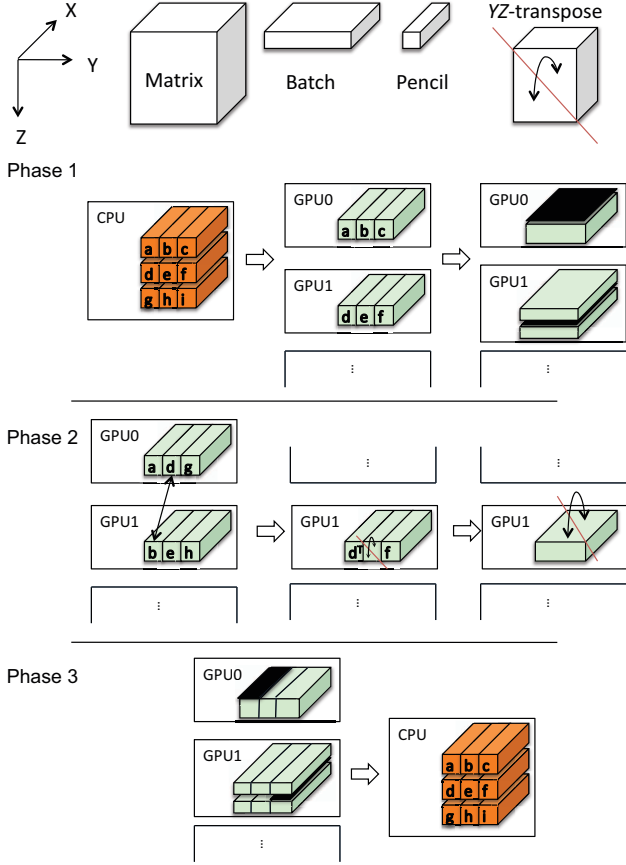 X
Y
Z
Matrix
Batch
Pencil
YZ-transpose
Phase 1
CPU
a b c
d e f
g h i
GPU0
a b c
GPU1
d e f
...
GPU0
GPU1
...
Phase 2
GPU0
a d g
GPU1
b e h
...
...
GPU1
dT f
...
...
GPU1
...
Phase 3
GPU0
GPU1
...
CPU
a b c
d e f
g h i